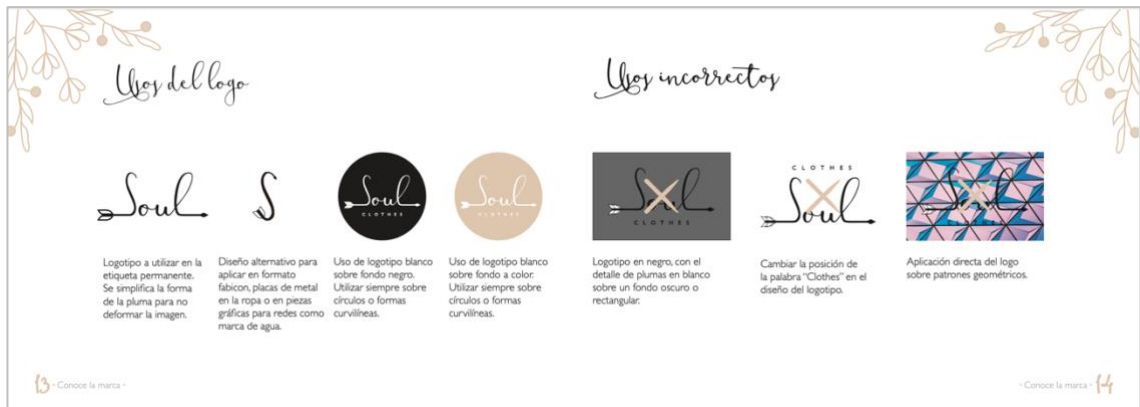 Usos del logo
Soul
S
Soul
CLOTHES
Soul
CLOTHES
Logotipo a utilizar en la
etiqueta permanente.
Se simplifica la forma
de la pluma para no
deformar la imagen.
Diseño alternativo para
aplicar en formato
fabicon, placas de metal
en la ropa o en piezas
gráficas para redes como
marca de agua.
Uso de logotipo blanco
sobre fondo negro.
Utilizar siempre sobre
círculos o formas
curvilíneas.
Uso de logotipo blanco
sobre fondo a color.
Utilizar siempre sobre
círculos o formas
curvilíneas.
13 - Conoce la marca -
Usos incorrectos
Soul
CLOTHES
CLOTHES
Soul
Soul
CLOTHES
Logotipo en negro, con el
detalle de plumas en blanco
sobre un fondo oscuro o
rectangular.
Cambiar la posición de
la palabra "Clothes" en el
diseño del logotipo.
Aplicación directa del logo
sobre patrones geométricos.
- Conoce la marca - 14